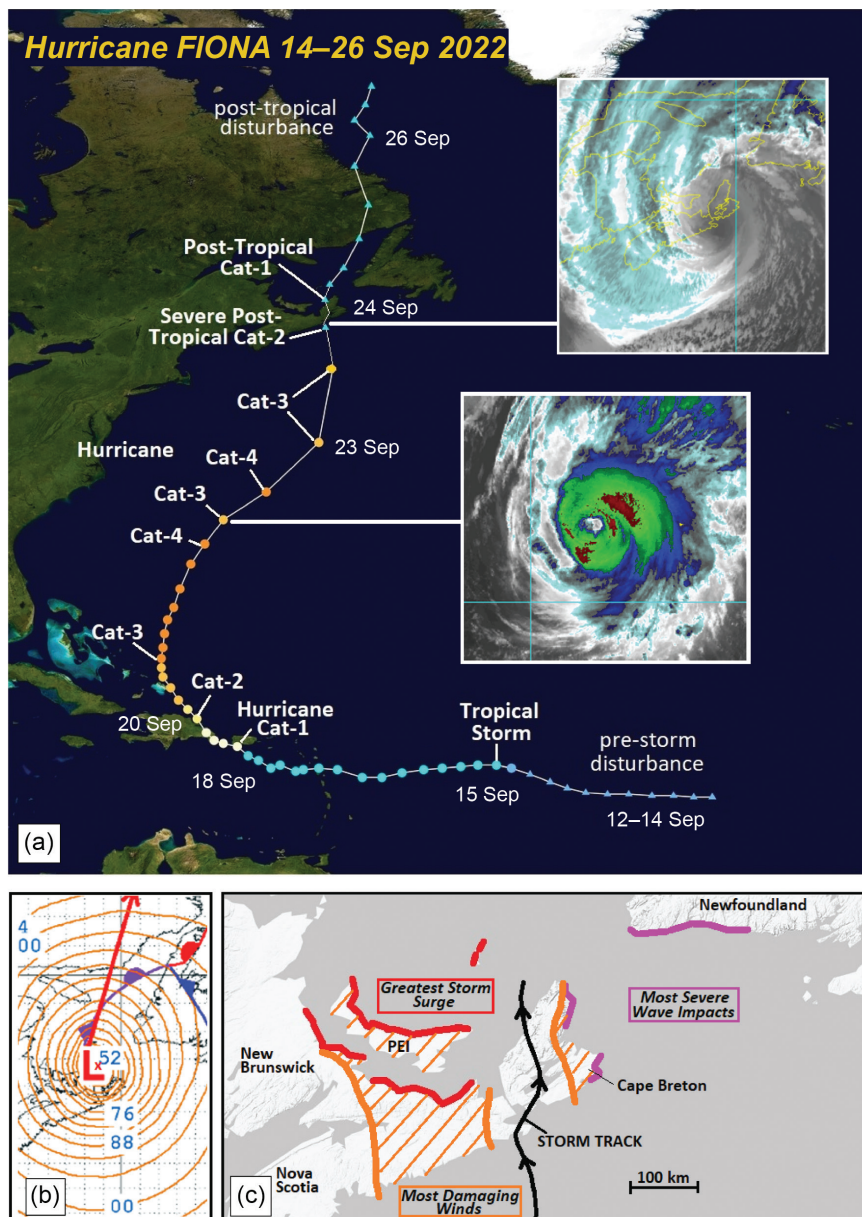 Hurricane FIONA 14–26 Sep 2022
post-tropical
disturbance
26 Sep
Post-Tropical
Cat-1
24 Sep
Severe Post-
Tropical Cat-2
Cat-3
23 Sep
Hurricane
Cat-4
Cat-3
Cat-4
Cat-3
Cat-2
20 Sep
Hurricane
Cat-1
18 Sep
Tropical
Storm
15 Sep
pre-storm
disturbance
12–14 Sep
(a)
4
00
L
x
52
76
88
00
(b)
Newfoundland
Greatest Storm
Surge
Most Severe
Wave Impacts
PEI
New
Brunswick
Cape Breton
STORM TRACK
Nova
Scotia
Most Damaging
Winds
100 km
(c)